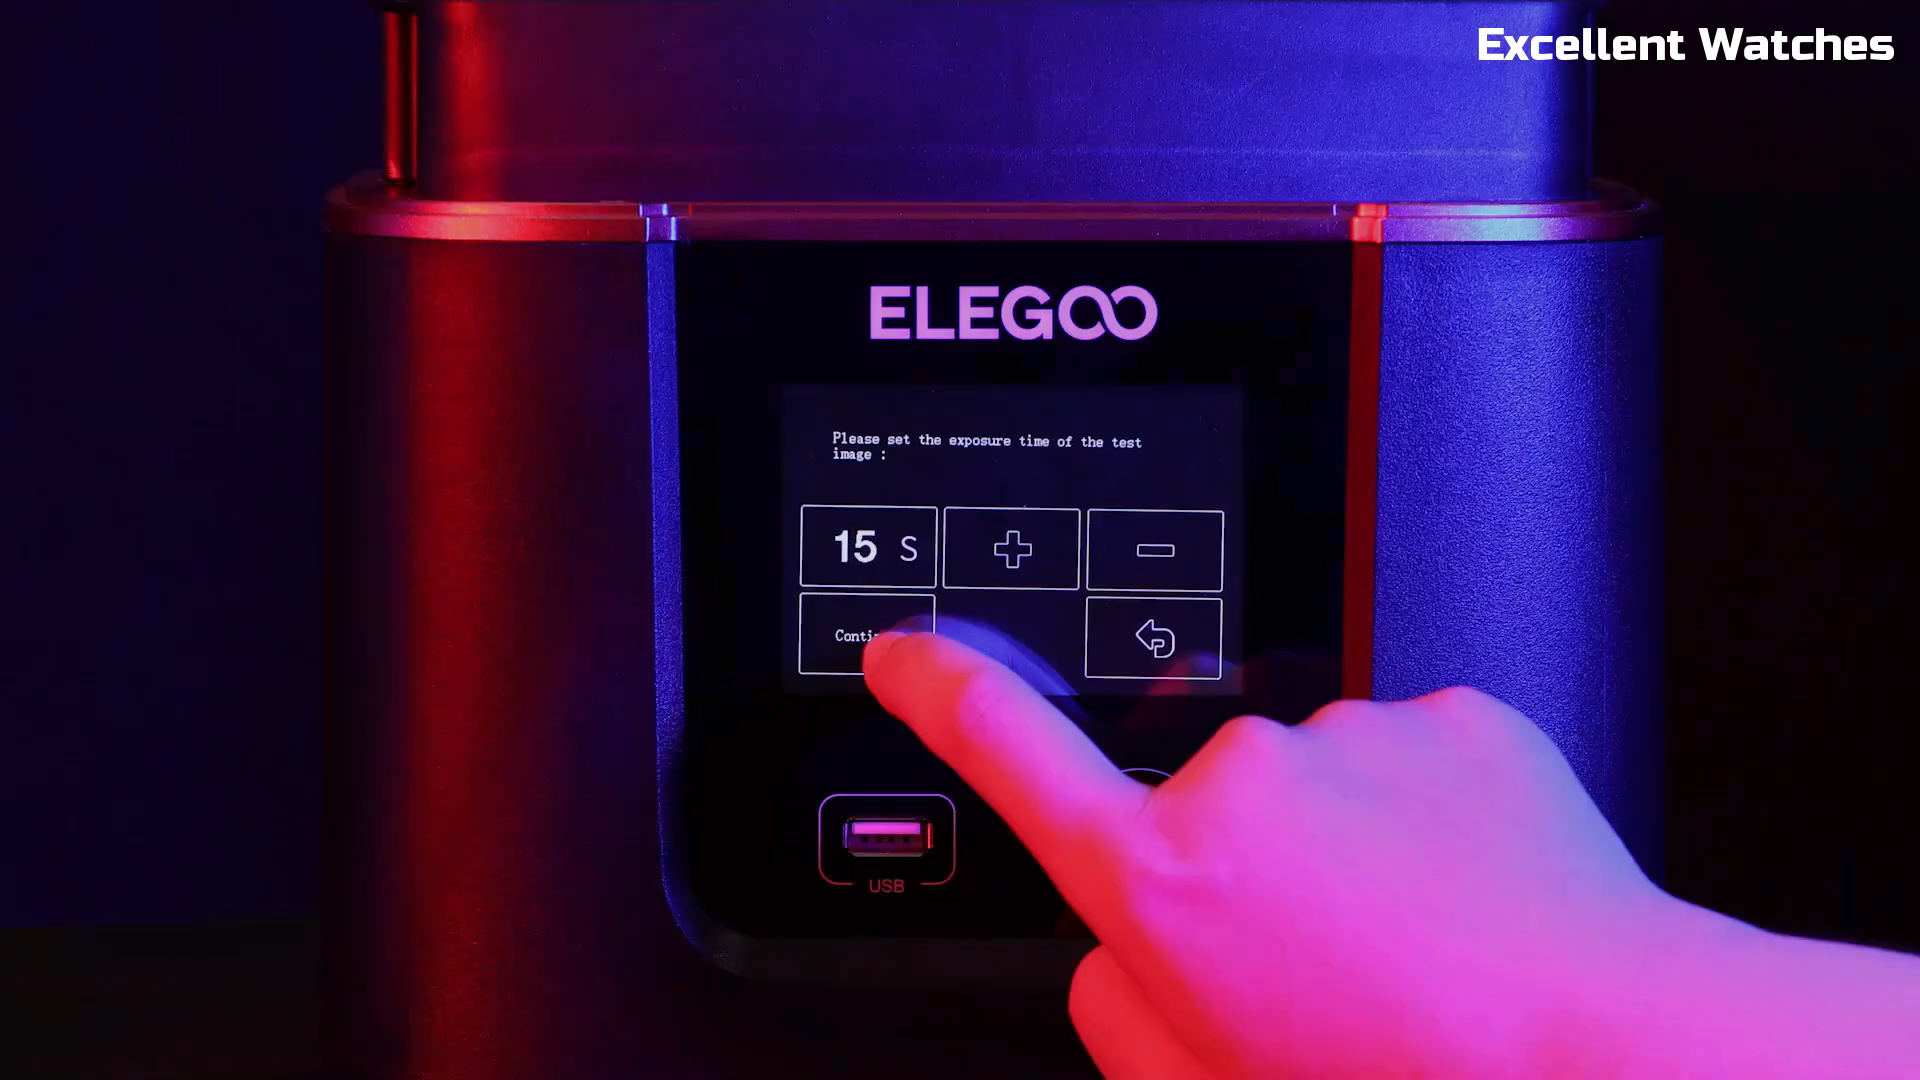 Excellent Watches
ELEGOO
Please set the exposure time of the test
image :
15 S
USB